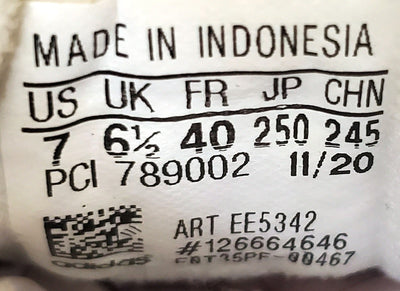 MADE IN INDONESIA
US UK FR JP CHN
7 6½ 40 250 245
PCI 789002 11/20
ART EE5342
#126664646
adidas